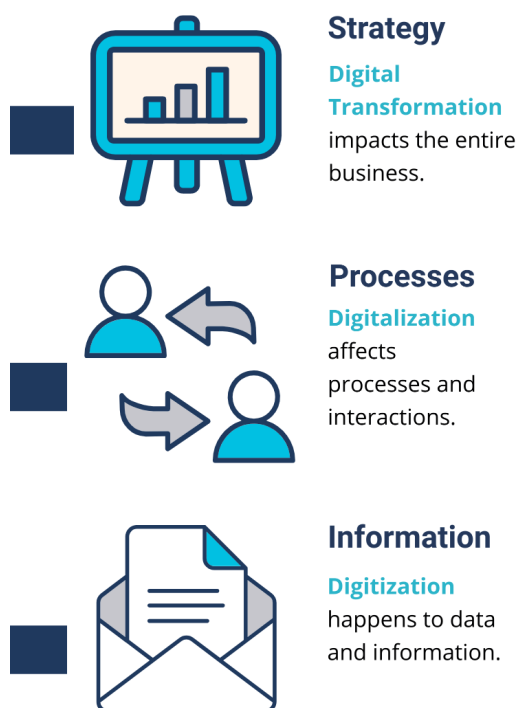 Strategy
Digital
Transformation
impacts the entire
business.
Processes
Digitalization
affects
processes and
interactions.
Information
Digitization
happens to data
and information.